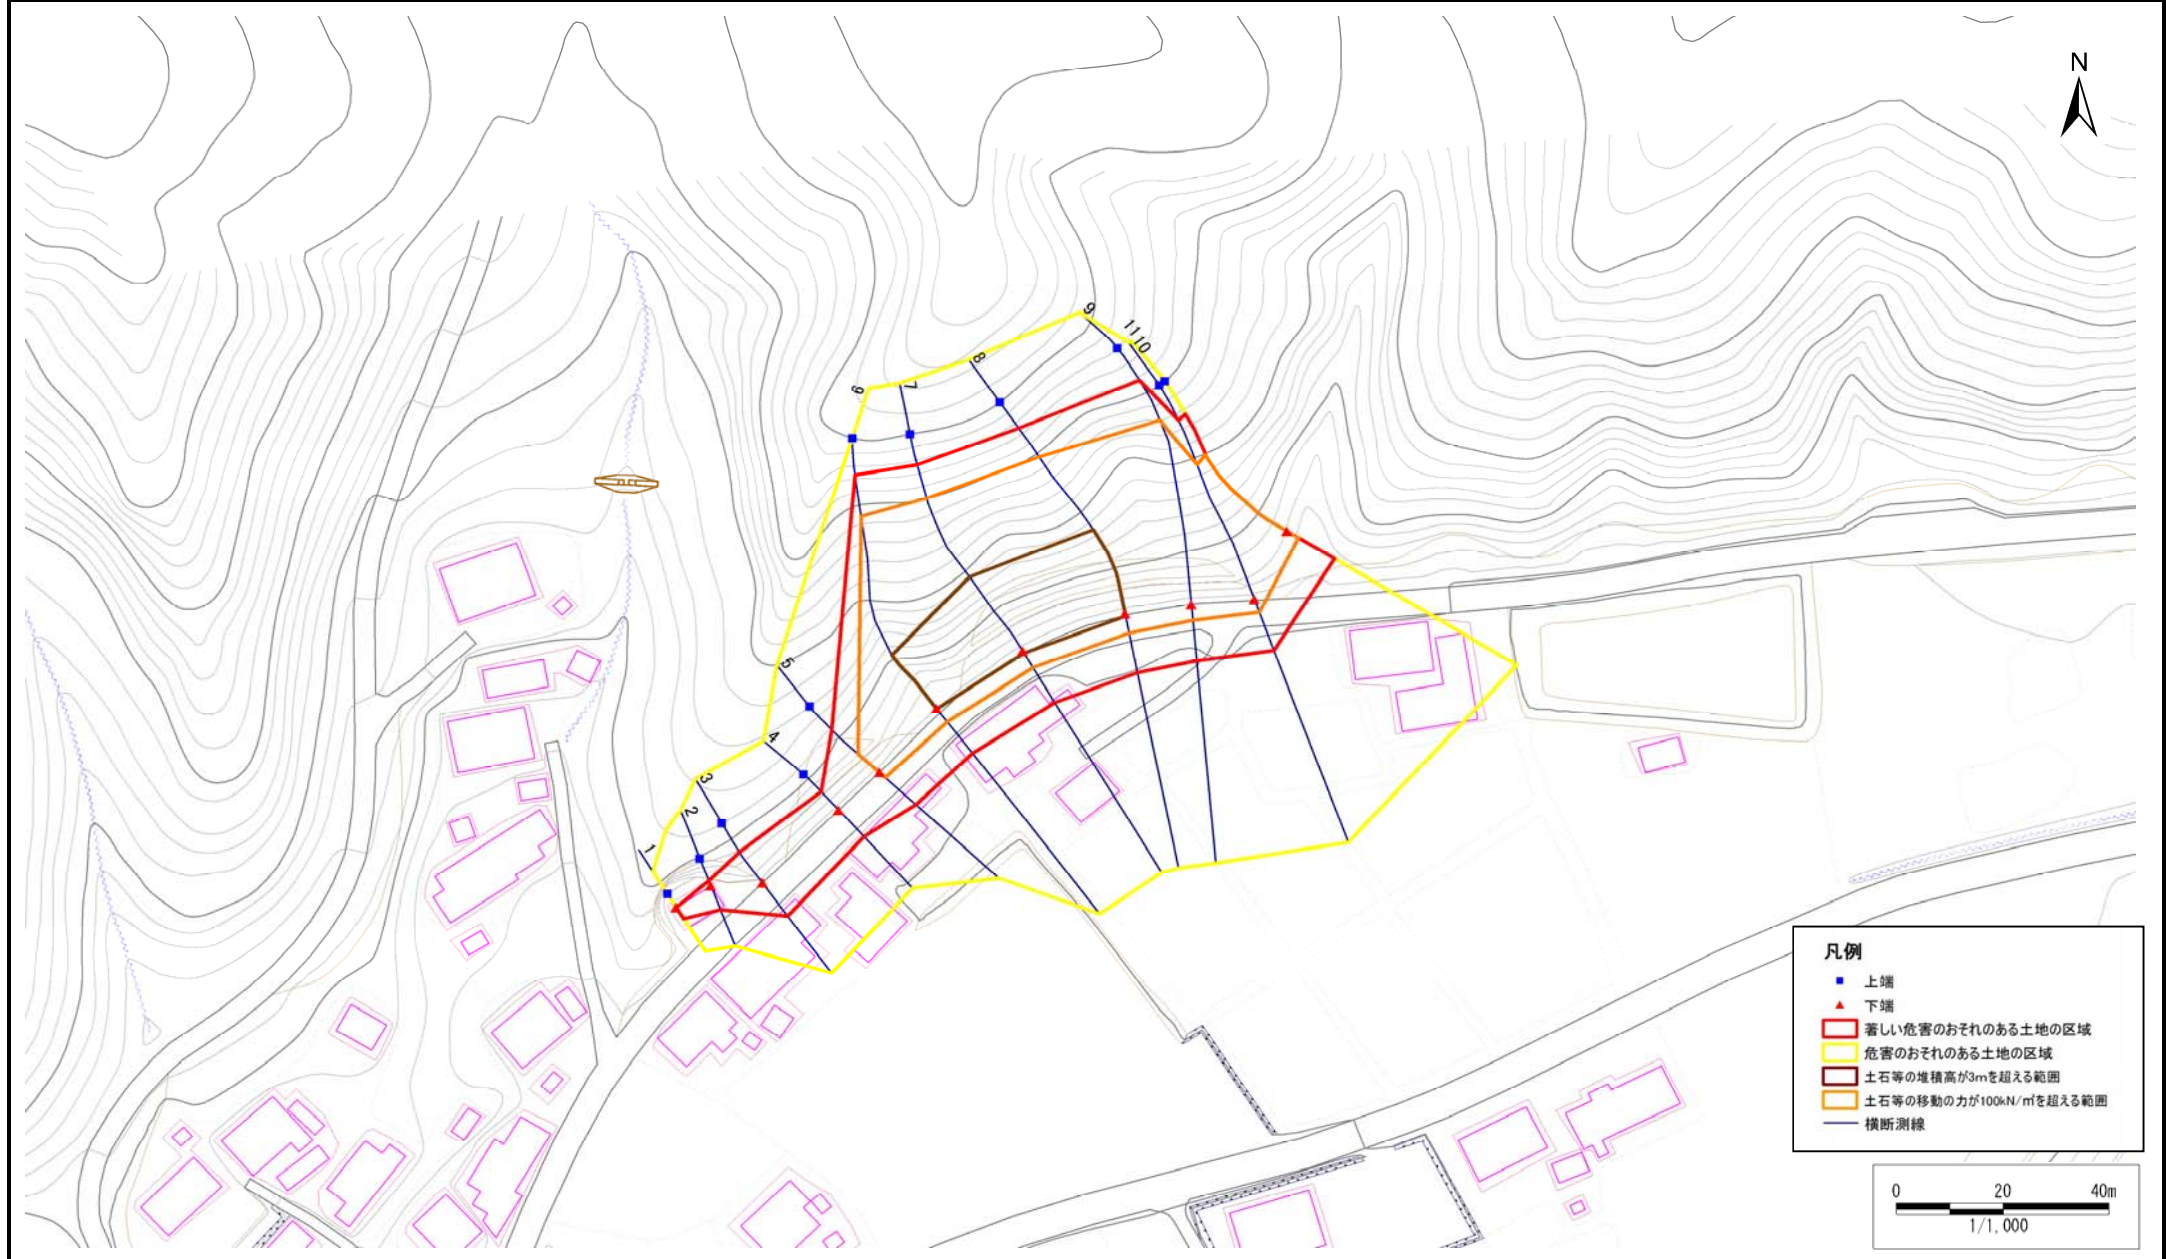 N
9
11
10
8
7
6
5
4
3
2
1
凡例
上端
下端
著しい危害のおそれのある土地の区域
危害のおそれのある土地の区域
土石等の堆積高が3mを超える範囲
土石等の移動の力が100kN/㎡を超える範囲
横断測線
0 20 40m
1/1,000